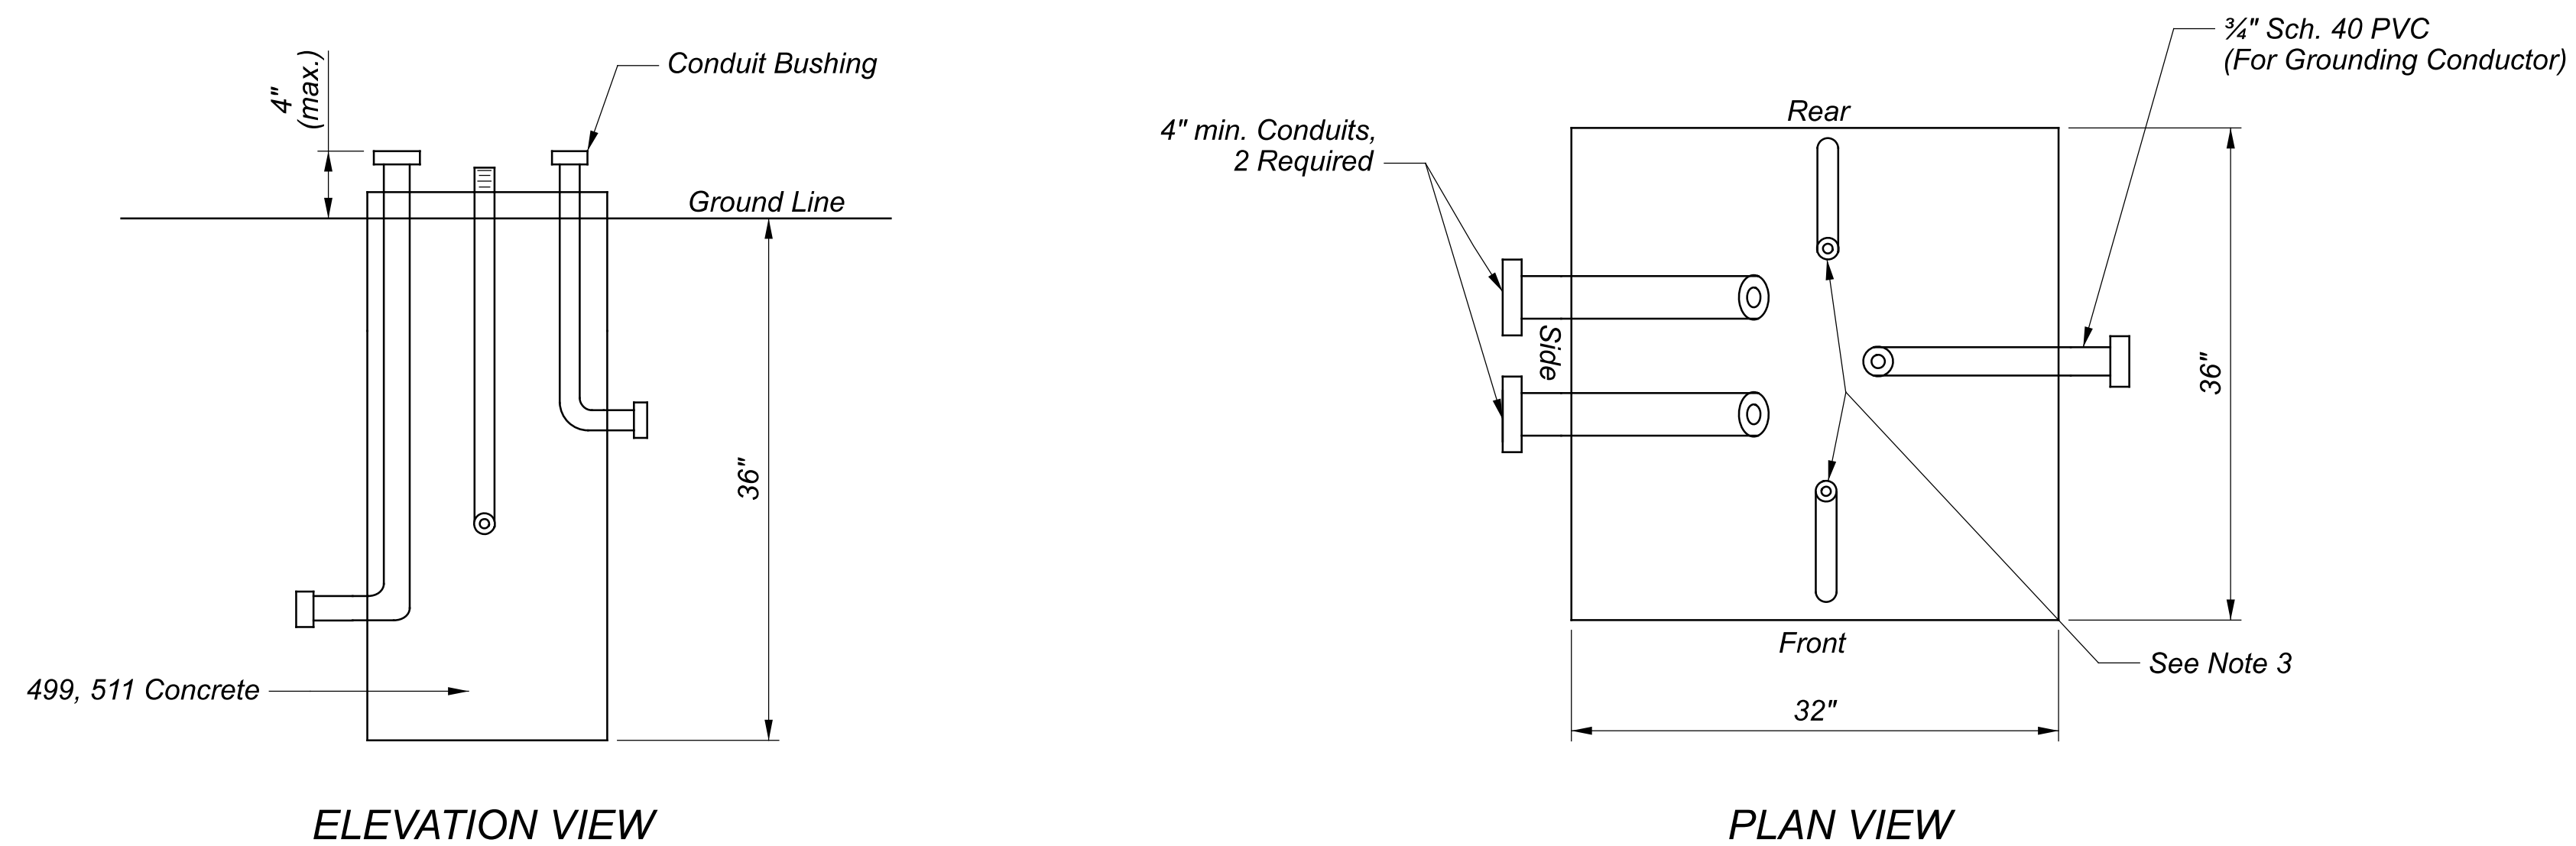 4"
(max.)
Conduit Bushing
Ground Line
36"
499, 511 Concrete
ELEVATION VIEW
¾" Sch. 40 PVC
(For Grounding Conductor)
4" min. Conduits,
2 Required
Rear
Side
36"
Front
See Note 3
32"
PLAN VIEW